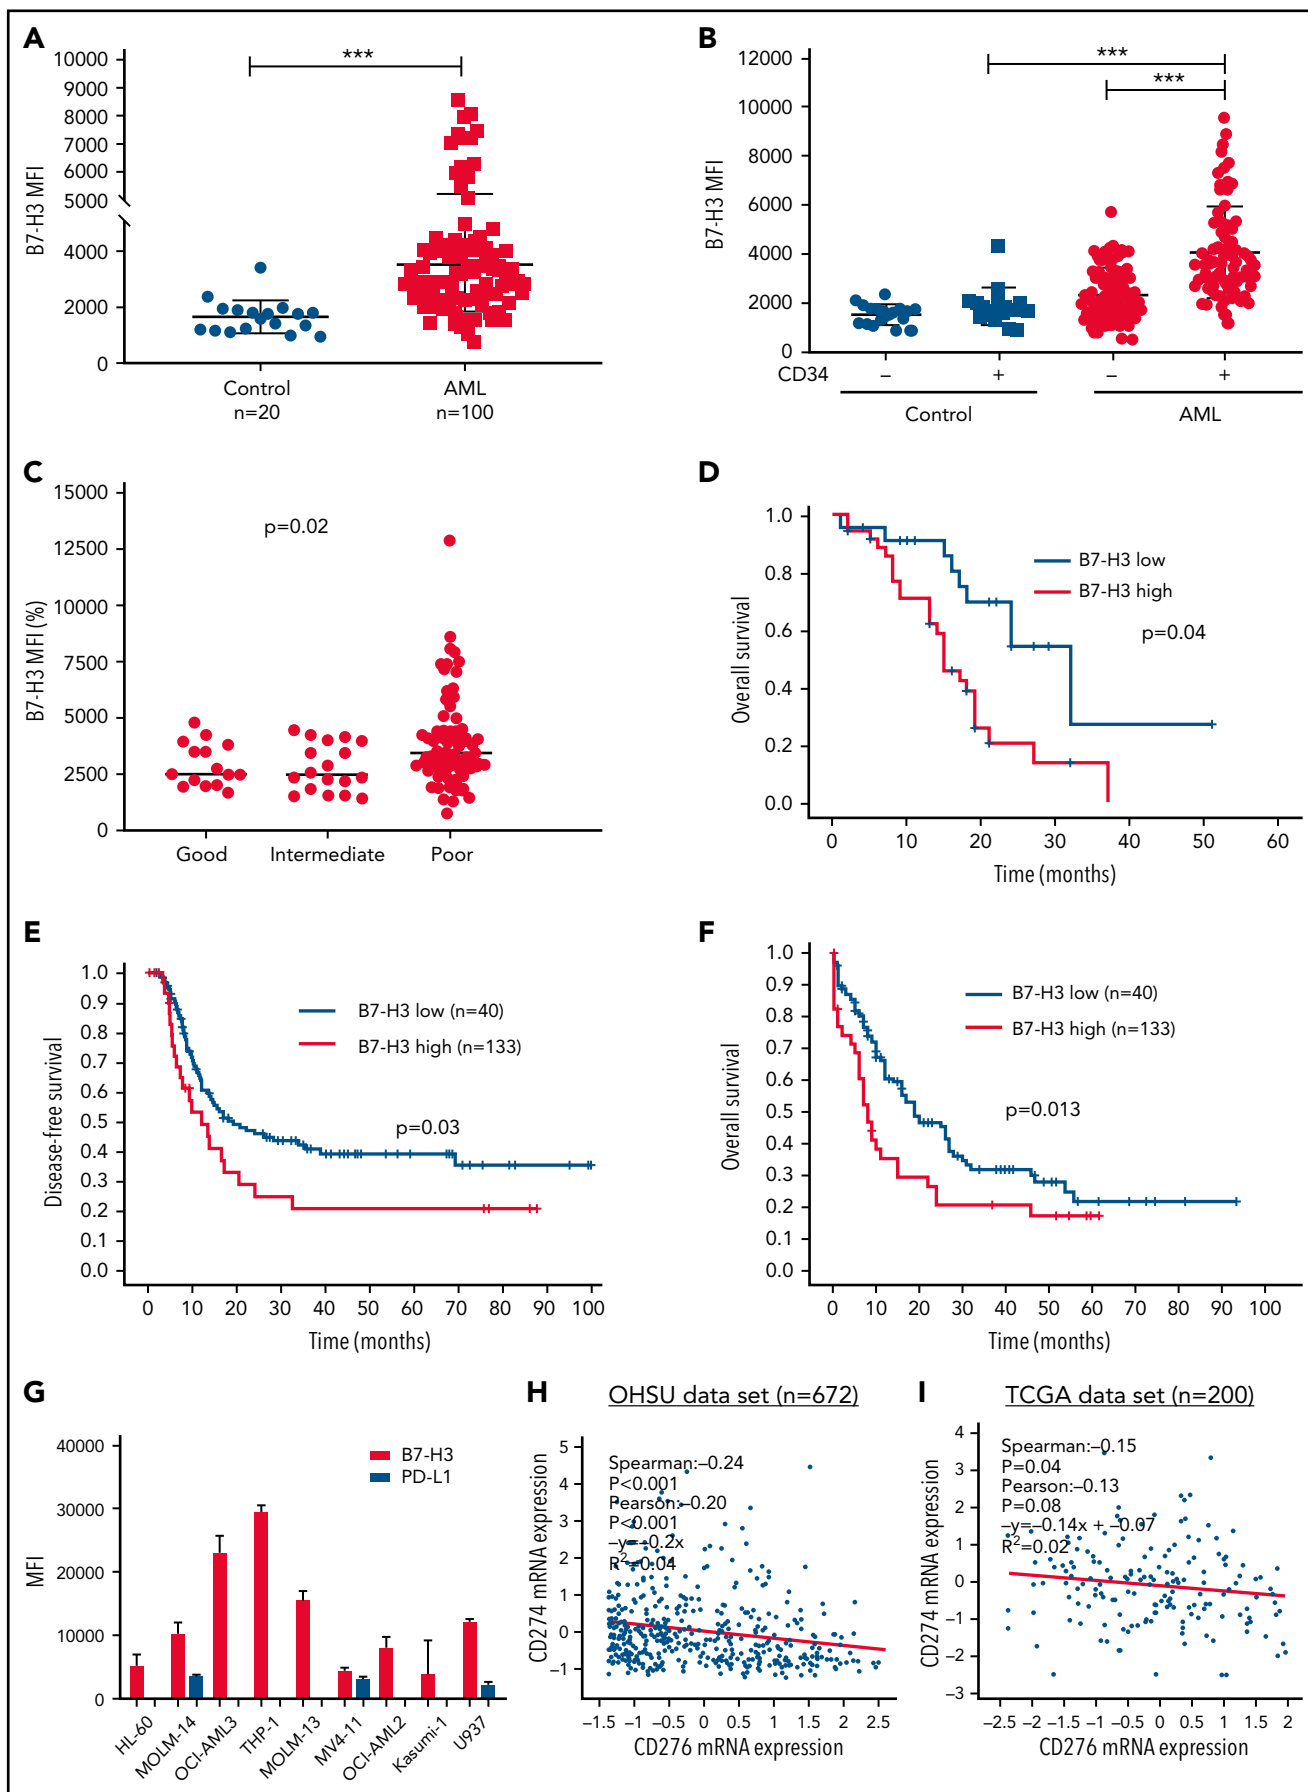 A
B7-H3 MFI
10000
9000
8000
7000
6000
5000
4000
2000
0
***
Control
n=20
AML
n=100
B
B7-H3 MFI
12000
10000
8000
6000
4000
2000
0
***
***
CD34 – + – +
Control AML
C
B7-H3 MFI (%)
15000
12500
10000
7500
5000
2500
0
p=0.02
Good Intermediate Poor
D
Overall survival
1.0
0.8
0.6
0.4
0.2
0.0
B7-H3 low
B7-H3 high
p=0.04
0 10 20 30 40 50 60
Time (months)
E
Disease-free survival
1.0
0.9
0.8
0.7
0.6
0.5
0.4
0.3
0.2
0.1
0.0
B7-H3 low (n=40)
B7-H3 high (n=133)
p=0.03
0 10 20 30 40 50 60 70 80 90 100
Time (months)
F
Overall survival
1.0
0.9
0.8
0.7
0.6
0.5
0.4
0.3
0.2
0.1
0.0
B7-H3 low (n=40)
B7-H3 high (n=133)
p=0.013
0 10 20 30 40 50 60 70 80 90 100
Time (months)
G
MFI
40000
30000
20000
10000
0
B7-H3
PD-L1
HL-60
MOLM-14
OCI-AML3
THP-1
MOLM-13
MV4-11
OCI-AML2
Kasumi-1
U937
H
OHSU data set (n=672)
CD274 mRNA expression
5
4
3
2
1
0
–1
Spearman:–0.24
P<0.001
Pearson:–0.20
P<0.001
–y=–0.2x
R²=0.04
–1.5 –1 –0.5 0 0.5 1 1.5 2 2.5
CD276 mRNA expression
I
TCGA data set (n=200)
CD274 mRNA expression
4
3
2
1
0
–1
–2
–3
Spearman:–0.15
P=0.04
Pearson:–0.13
P=0.08
–y=–0.14x + –0.07
R²=0.02
–2.5 –2 –1.5 –1 –0.5 0 0.5 1 1.5 2
CD276 mRNA expression